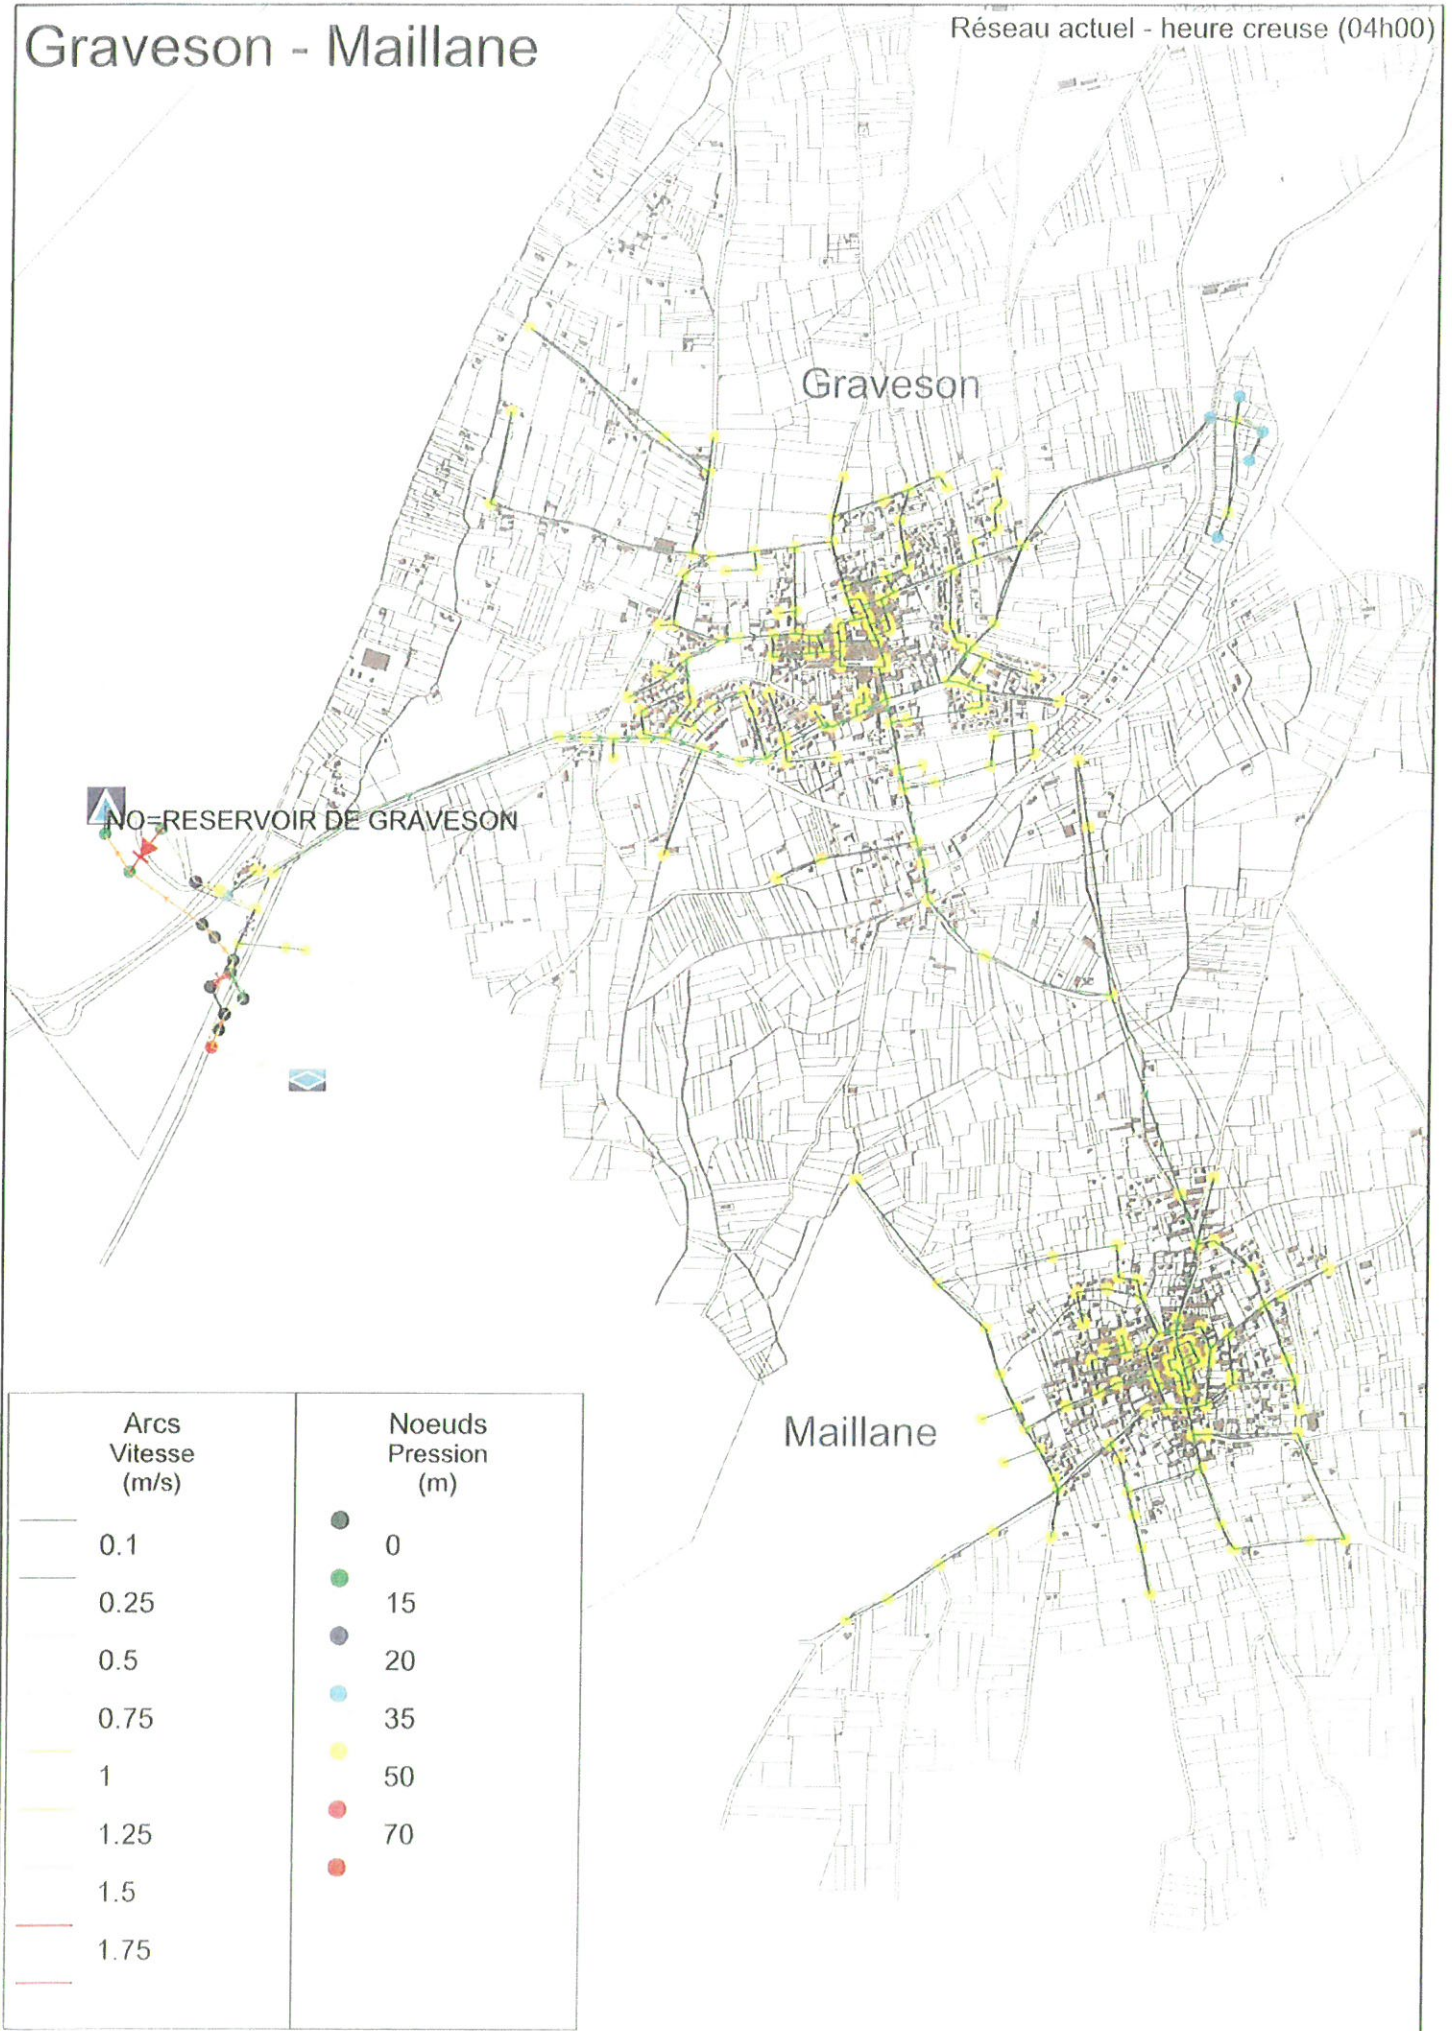 Graveson - Maillane
Réseau actuel - heure creuse (04h00)
Graveson
NO=RESERVOIR DE GRAVESON
Maillane
Arcs
Vitesse
(m/s)
0.1
0.25
0.5
0.75
1
1.25
1.5
1.75
Noeuds
Pression
(m)
0
15
20
35
50
70